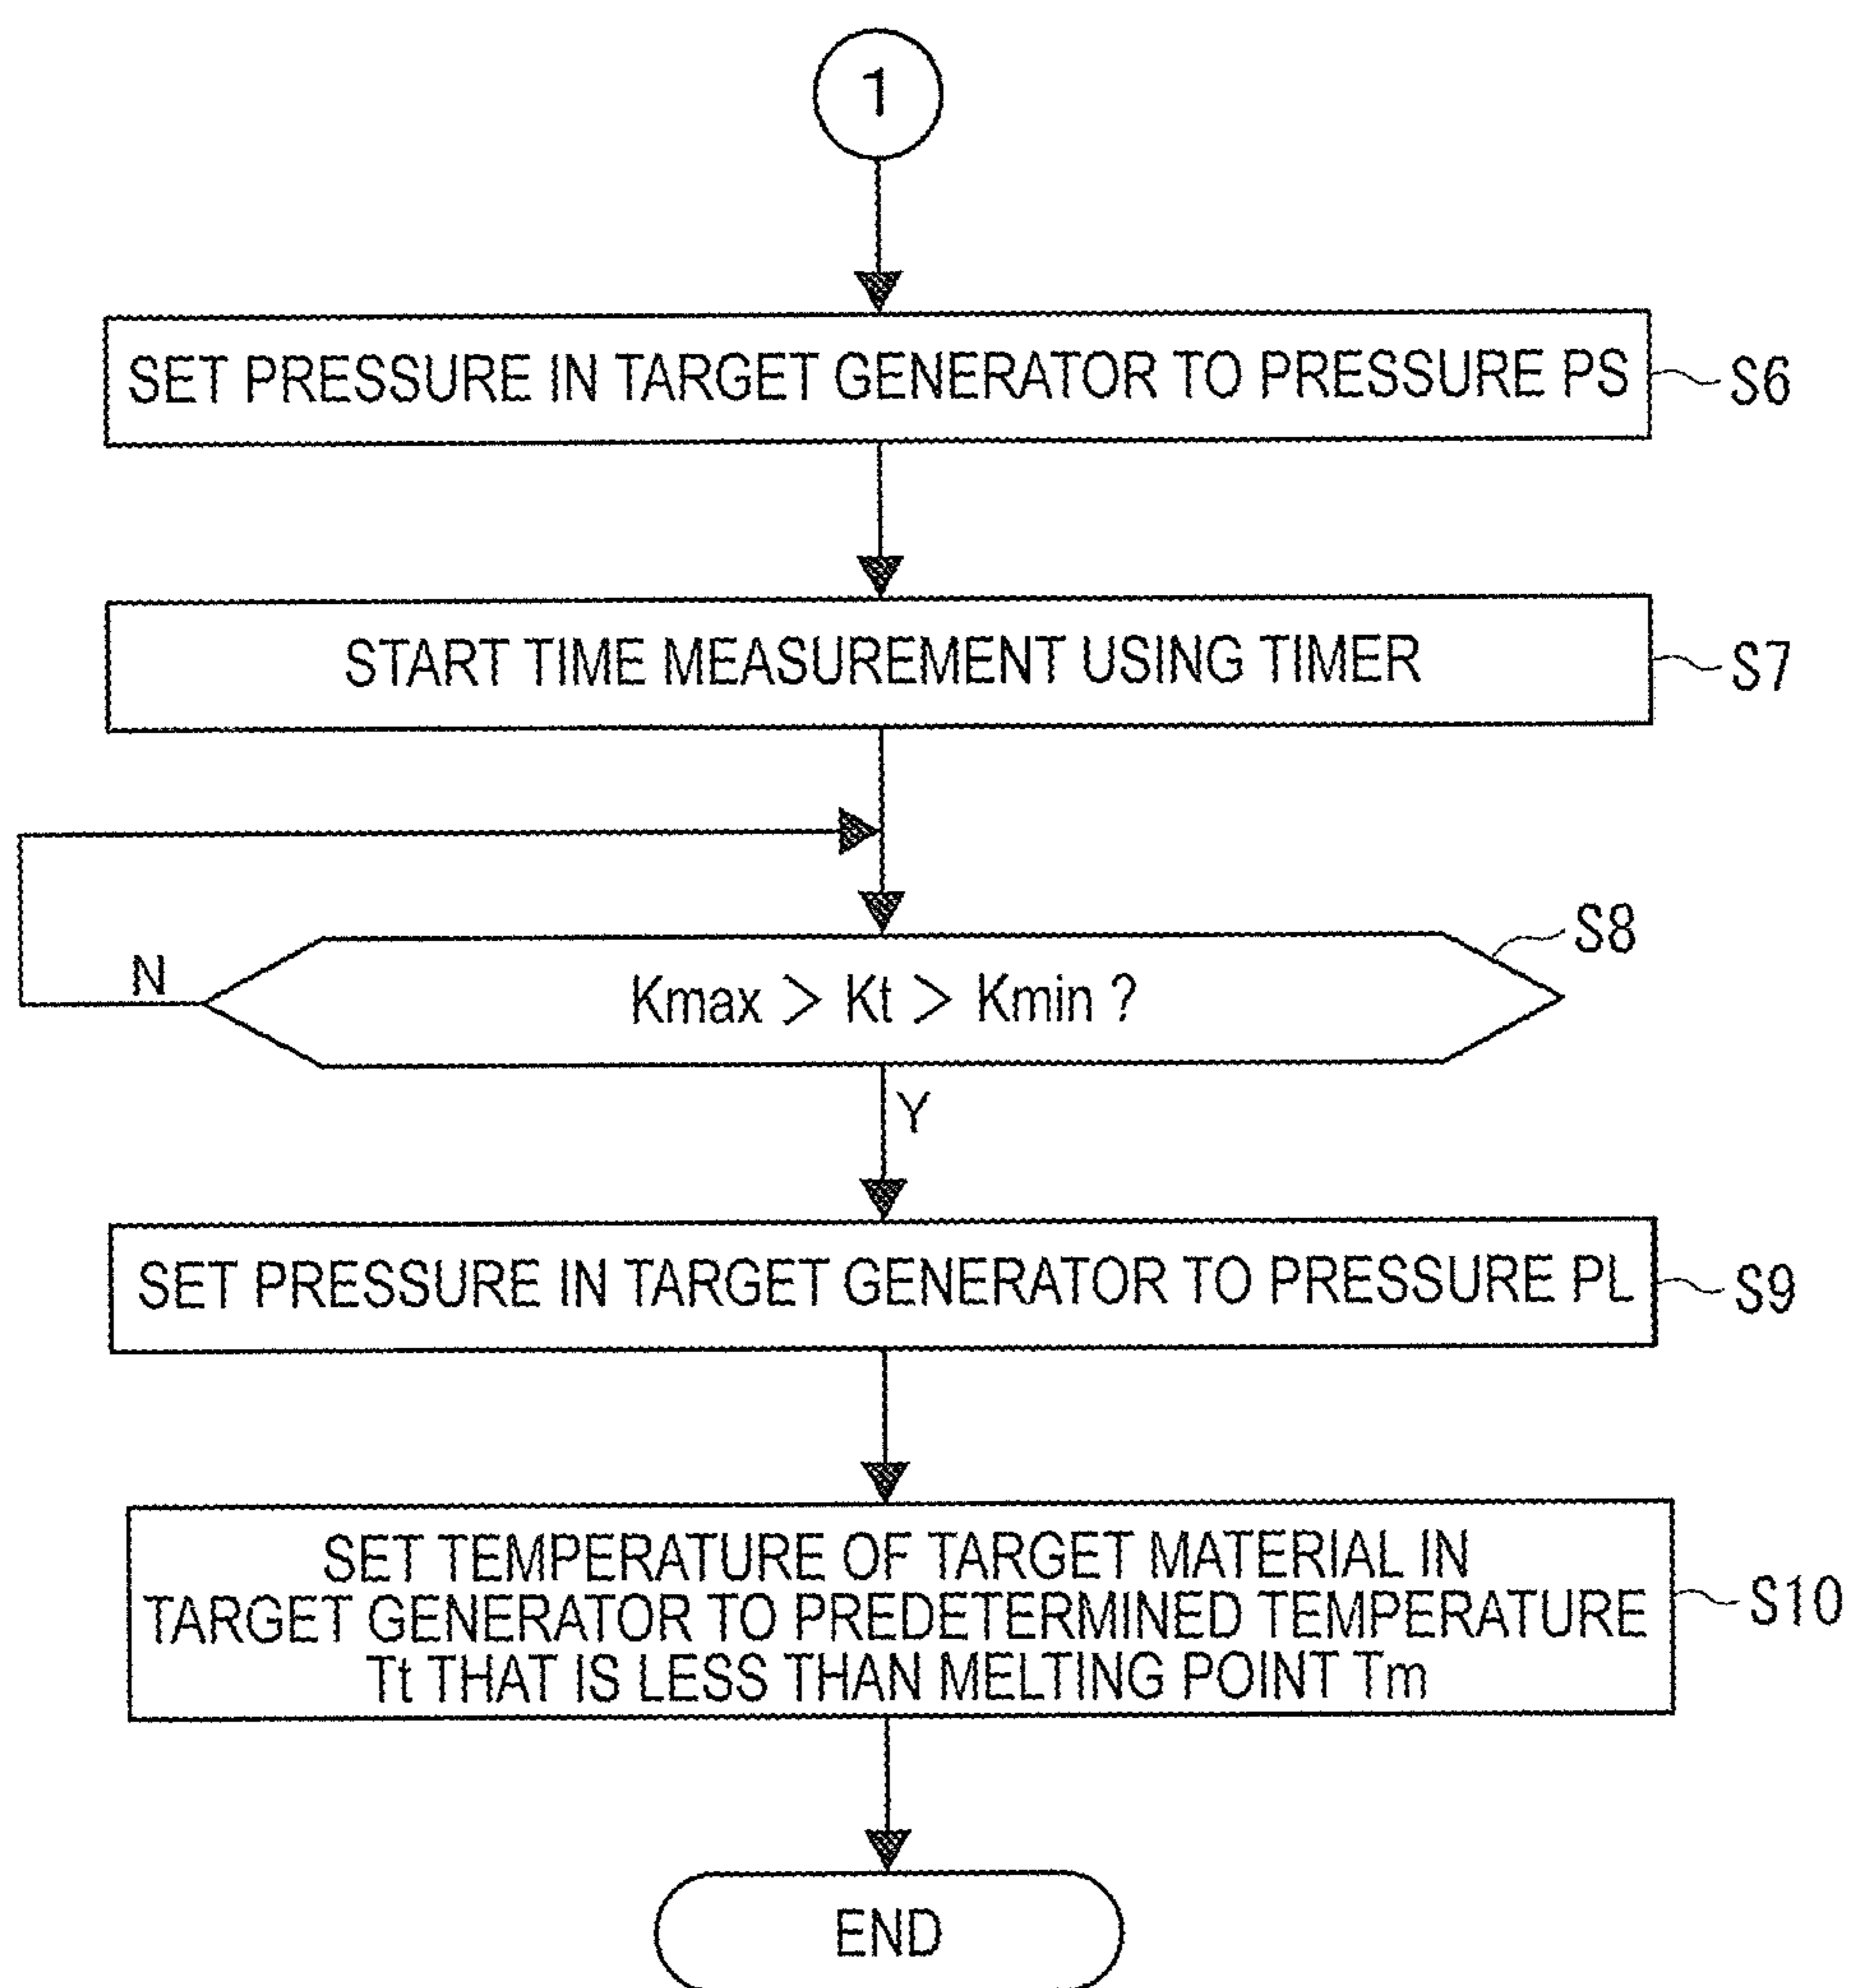 1
SET PRESSURE IN TARGET GENERATOR TO PRESSURE PS
S6
START TIME MEASUREMENT USING TIMER
S7
S8
N
Kmax > Kt > Kmin ?
Y
SET PRESSURE IN TARGET GENERATOR TO PRESSURE PL
S9
SET TEMPERATURE OF TARGET MATERIAL IN
TARGET GENERATOR TO PREDETERMINED TEMPERATURE
Tt THAT IS LESS THAN MELTING POINT Tm
S10
END